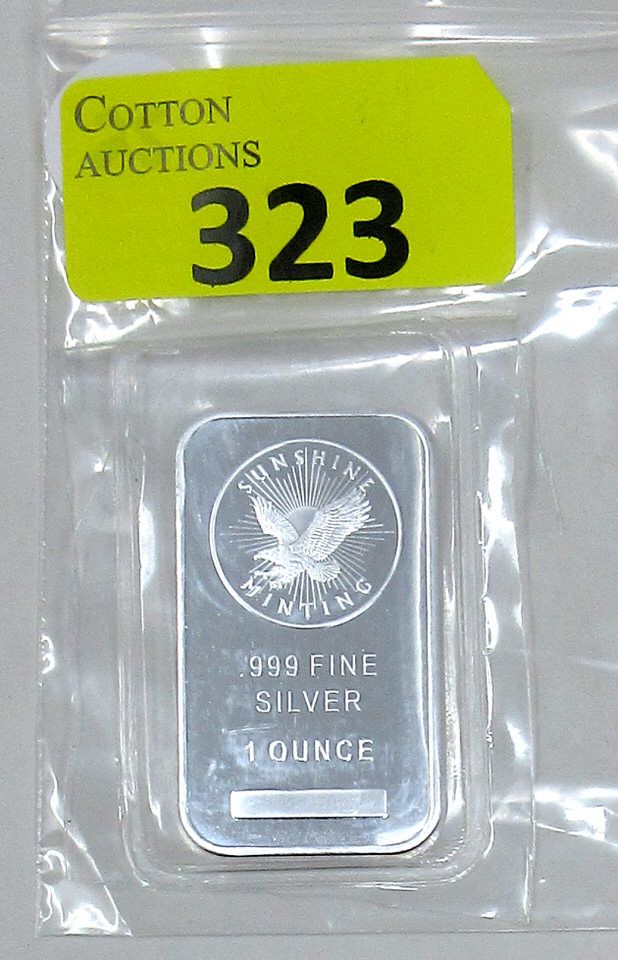 COTTON
AUCTIONS
323
SUNSHINE
MINTING
.999 FINE
SILVER
1 OUNCE